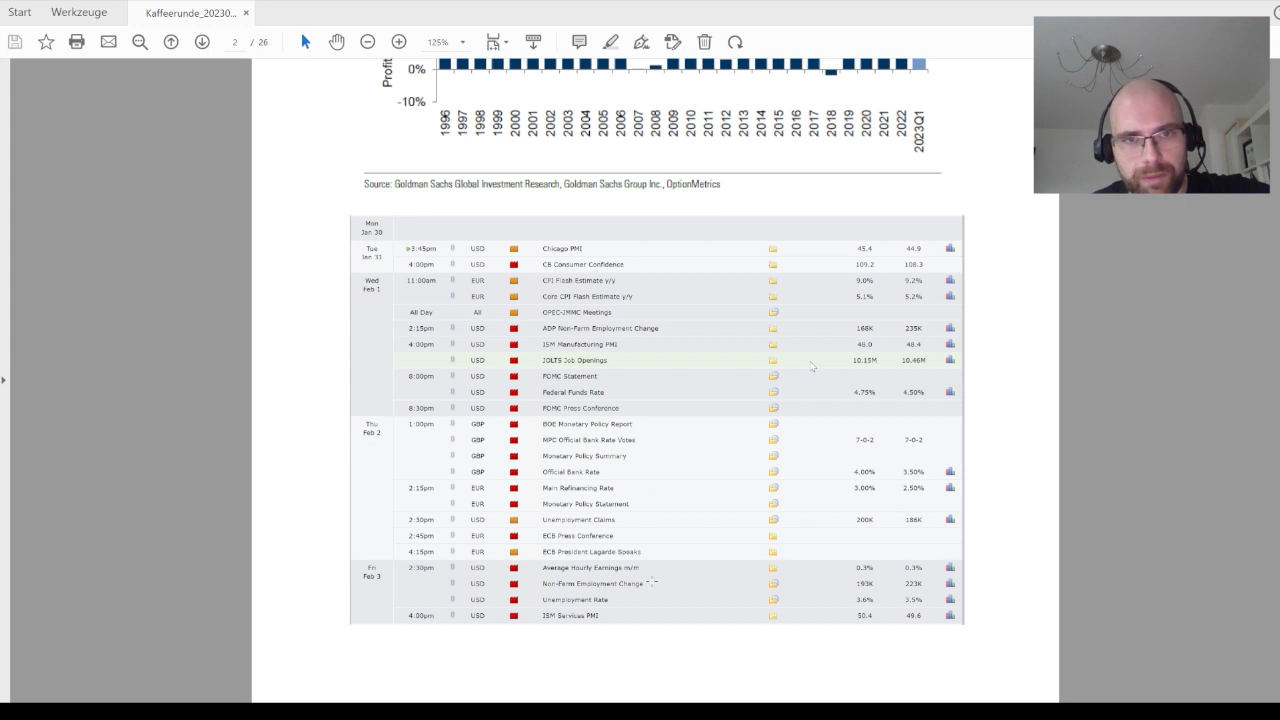 Start Werkzeuge Kaffeerunde_20230... ×
2 / 26 125%
Profit
0%
-10%
1996 1997 1998 1999 2000 2001 2002 2003 2004 2005 2006 2007 2008 2009 2010 2011 2012 2013 2014 2015 2016 2017 2018 2019 2020 2021 2022 2023Q1
Source: Goldman Sachs Global Investment Research, Goldman Sachs Group Inc., OptionMetrics
Mon
Jan 30
Tue
Jan 31
3:45pm USD Chicago PMI 45.4 44.9
4:00pm USD CB Consumer Confidence 109.2 108.3
Wed
Feb 1
11:00am EUR CPI Flash Estimate y/y 9.0% 9.2%
EUR Core CPI Flash Estimate y/y 5.1% 5.2%
All Day All OPEC-JMMC Meetings
2:15pm USD ADP Non-Farm Employment Change 168K 235K
4:00pm USD ISM Manufacturing PMI 48.0 48.4
USD JOLTS Job Openings 10.15M 10.46M
8:00pm USD FOMC Statement
USD Federal Funds Rate 4.75% 4.50%
8:30pm USD FOMC Press Conference
Thu
Feb 2
1:00pm GBP BOE Monetary Policy Report
GBP MPC Official Bank Rate Votes 7-0-2 7-0-2
GBP Monetary Policy Summary
GBP Official Bank Rate 4.00% 3.50%
2:15pm EUR Main Refinancing Rate 3.00% 2.50%
EUR Monetary Policy Statement
2:30pm USD Unemployment Claims 200K 186K
2:45pm EUR ECB Press Conference
4:15pm EUR ECB President Lagarde Speaks
Fri
Feb 3
2:30pm USD Average Hourly Earnings m/m 0.3% 0.3%
USD Non-Farm Employment Change 193K 223K
USD Unemployment Rate 3.6% 3.5%
4:00pm USD ISM Services PMI 50.4 49.6